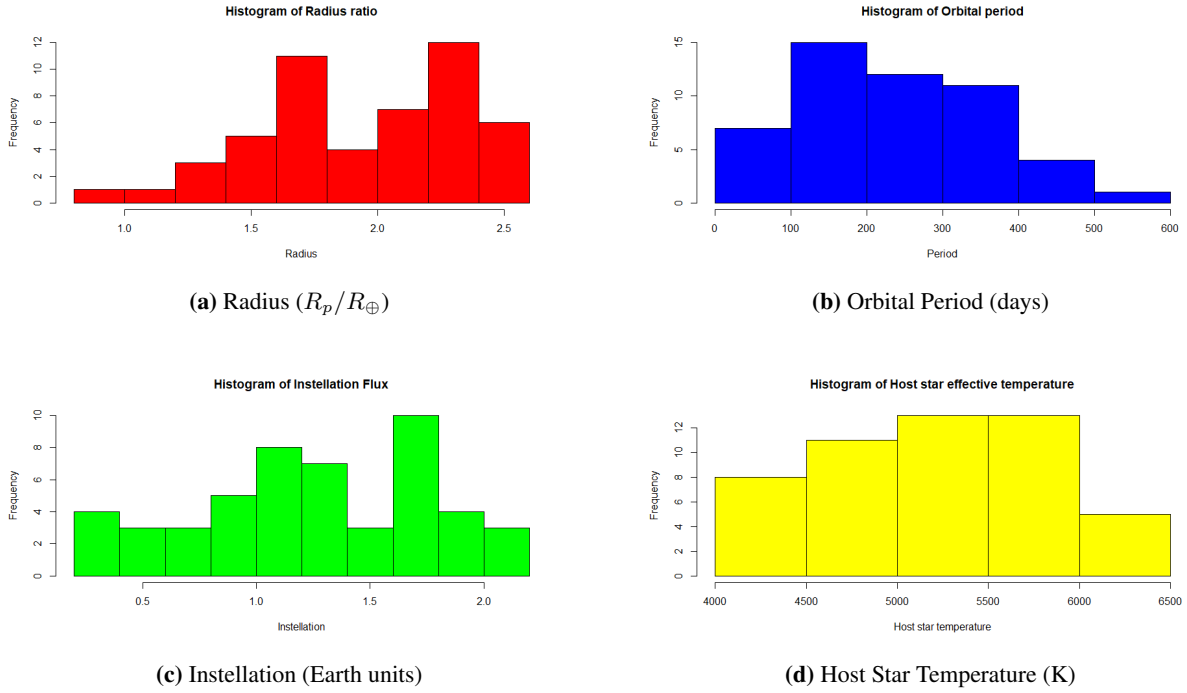 Histogram of Radius ratio
Frequency
0 2 4 6 8 10 12
1.0 1.5 2.0 2.5
Radius
(a) Radius (R_p/R_⊕)
Histogram of Orbital period
Frequency
0 5 10 15
0 100 200 300 400 500 600
Period
(b) Orbital Period (days)
Histogram of Instellation Flux
Frequency
0 2 4 6 8 10
0.5 1.0 1.5 2.0
Instellation
(c) Instellation (Earth units)
Histogram of Host star effective temperature
Frequency
0 2 4 6 8 10 12
4000 4500 5000 5500 6000 6500
Host star temperature
(d) Host Star Temperature (K)